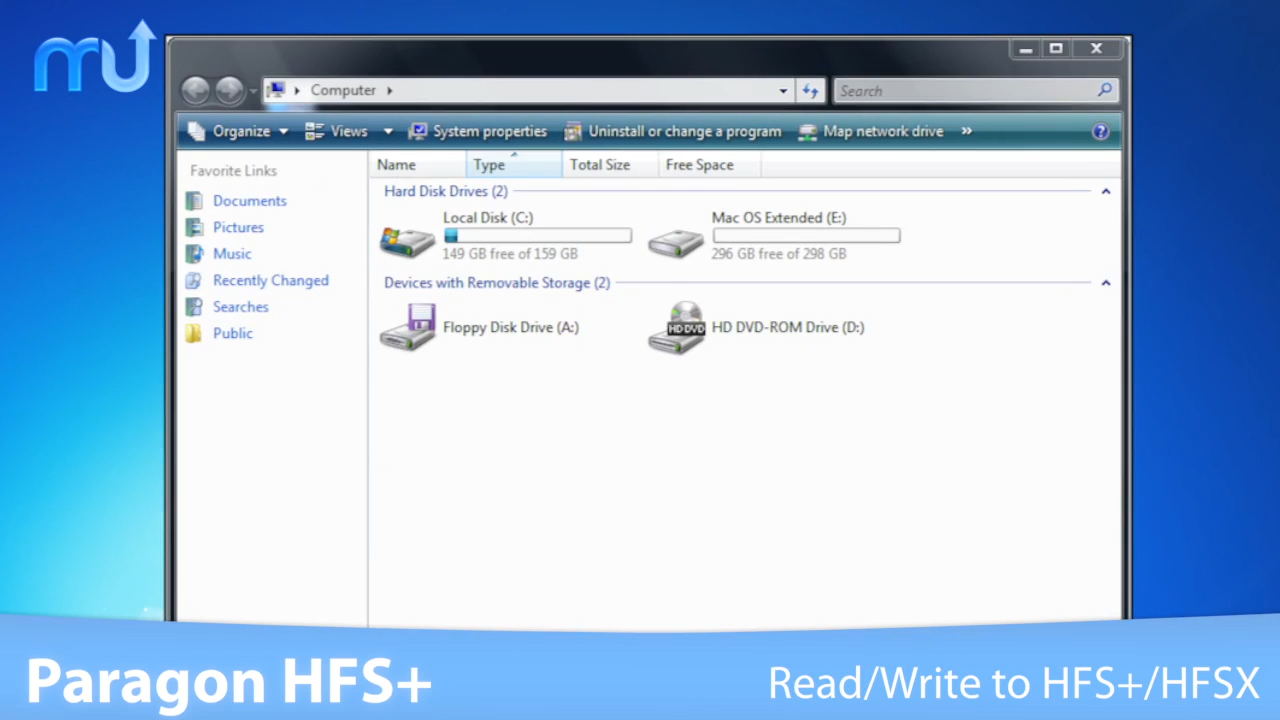 mu
Computer
Search
Organize Views System properties Uninstall or change a program Map network drive »
Favorite Links
Documents
Pictures
Music
Recently Changed
Searches
Public
Name Type Total Size Free Space
Hard Disk Drives (2)
Local Disk (C:)
149 GB free of 159 GB
Mac OS Extended (E:)
296 GB free of 298 GB
Devices with Removable Storage (2)
Floppy Disk Drive (A:)
HD DVD
HD DVD-ROM Drive (D:)
Paragon HFS+
Read/Write to HFS+/HFSX